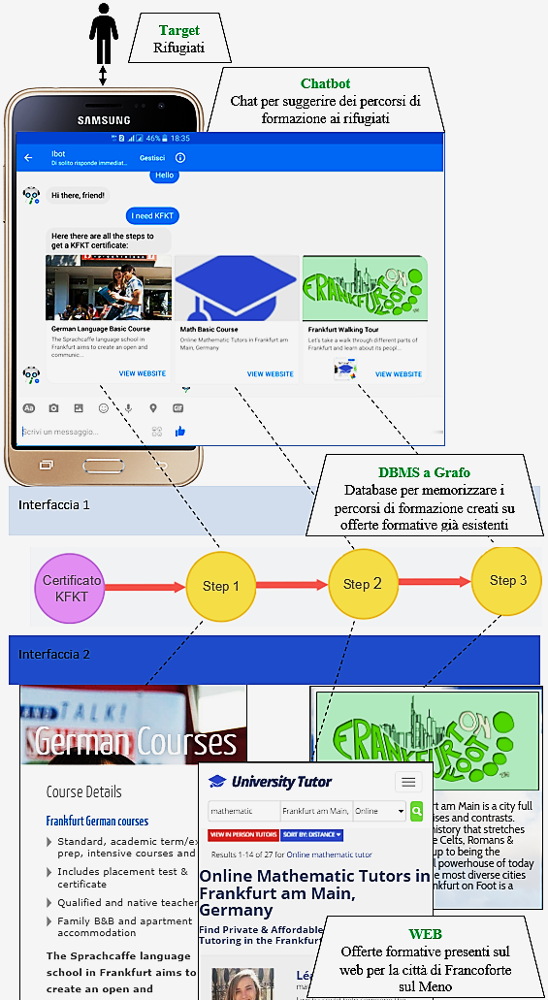 Target
Rifugiati
Chatbot
Chat per suggerire dei percorsi di
formazione ai rifugiati
SAMSUNG
46% 18:35
Ibot
Di solito risponde immediat...
Gestisci
Hello
Hi there, friend!
I need KFKT
Here there are all the steps to
get a KFKT certificate:
FRANKFURT ON FOOT
German Language Basic Course
The Sprachcaffe language school in
Frankfurt aims to create an open and
communic...
VIEW WEBSITE
Math Basic Course
Online Mathematic Tutors in Frankfurt am
Main, Germany
VIEW WEBSITE
Frankfurt Walking Tour
Let's take a walk through different parts of
Frankfurt and learn about its peopl...
VIEW WEBSITE
Aa
GIF
Scrivi un messaggio...
DBMS a Grafo
Database per memorizzare i
percorsi di formazione creati su
offerte formative già esistenti
Interfaccia 1
Certificato
KFKT
Step 1
Step 2
Step 3
Interfaccia 2
TALK!
German Courses
FRANKFURT ON FOOT
Course Details
Frankfurt German courses
Standard, academic term/ex
prep, intensive courses and
Includes placement test &
certificate
Qualified and native teacher
Family B&B and apartment
accommodation
The Sprachcaffe language
school in Frankfurt aims to
create an open and
University Tutor
mathematic
Frankfurt am Main,
Online
VIEW IN PERSON TUTORS
SORT BY: DISTANCE
Results 1-14 of 27 for Online mathematic tutor
Online Mathematic Tutors in
Frankfurt am Main,
Germany
Find Private & Affordable
Tutoring in the Frankfurt
Léa
rt am Main is a city full
ises and contrasts.
history that stretches
e Celts, Romans &
up to being the
l powerhouse of today
e most diverse cities
nkfurt on Foot is a
WEB
Offerte formative presenti sul
web per la città di Francoforte
sul Meno